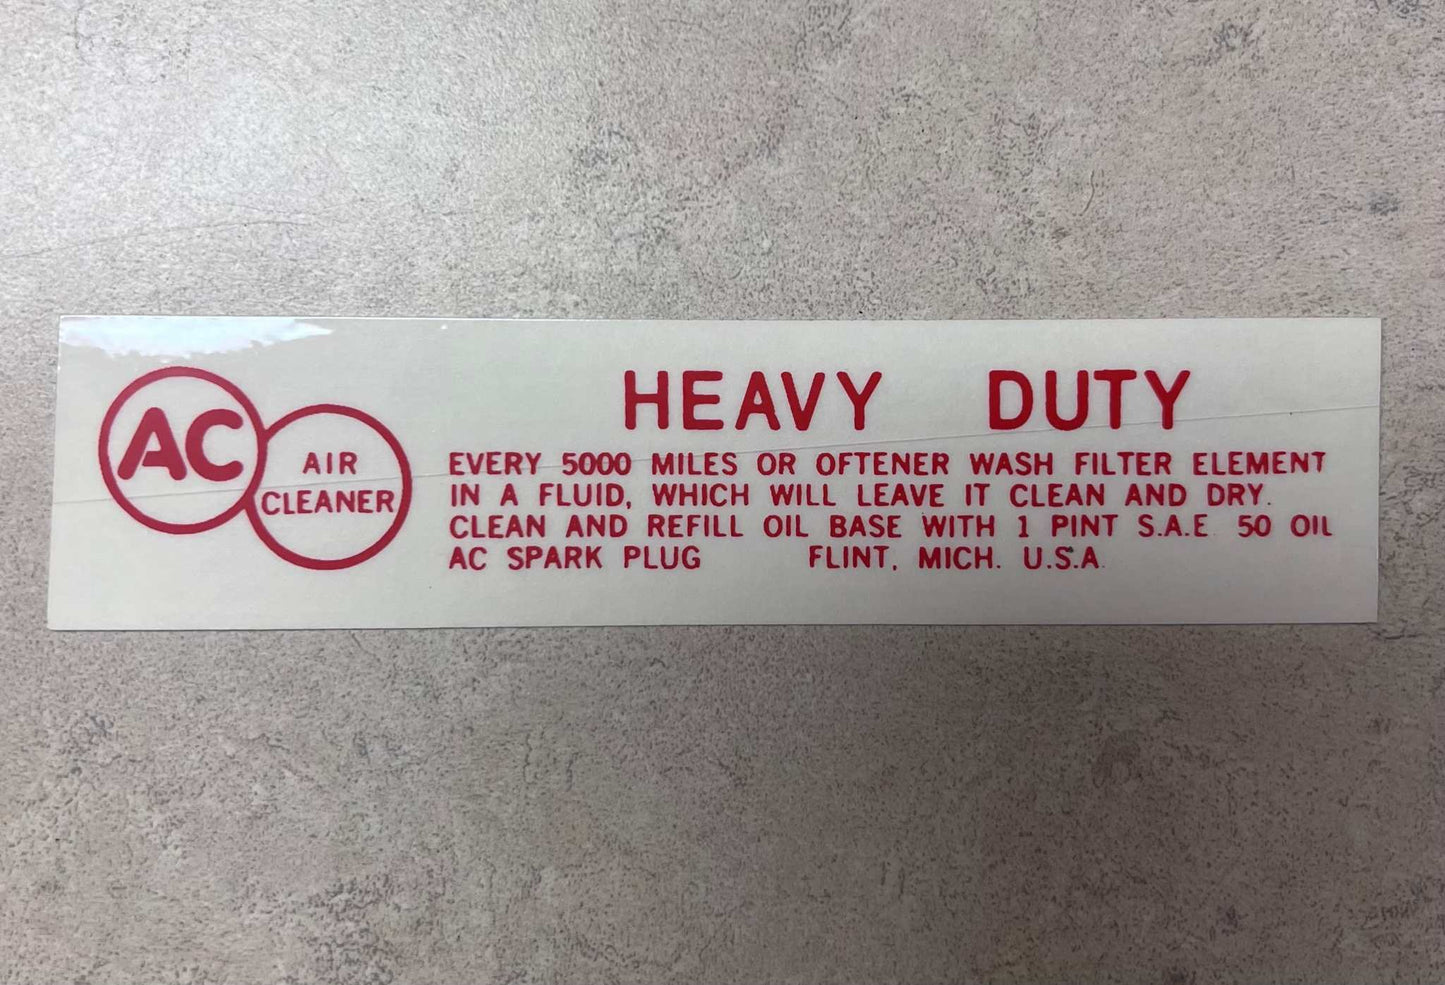 AC
AIR
CLEANER
HEAVY DUTY
EVERY 5000 MILES OR OFTENER WASH FILTER ELEMENT
IN A FLUID, WHICH WILL LEAVE IT CLEAN AND DRY.
CLEAN AND REFILL OIL BASE WITH 1 PINT S.A.E 50 OIL
AC SPARK PLUG FLINT, MICH. U.S.A.